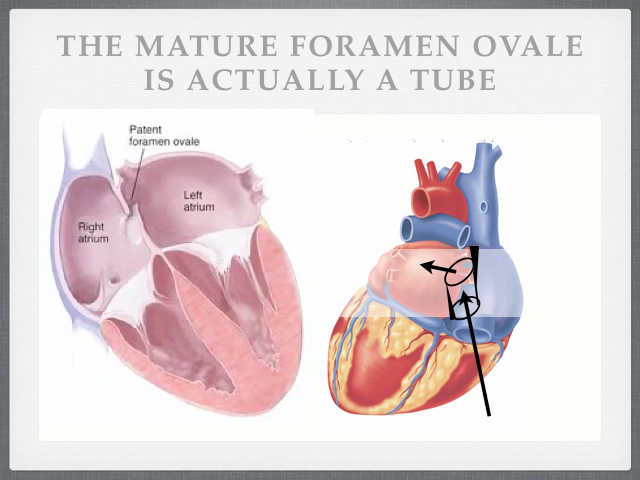 THE MATURE FORAMEN OVALE
IS ACTUALLY A TUBE
Patent
foramen ovale
Left
atrium
Right
atrium